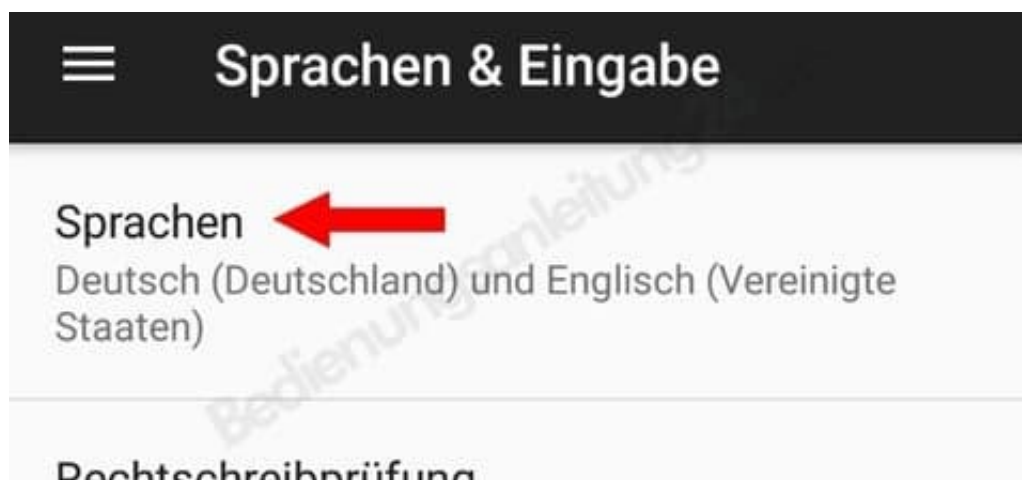 Sprachen & Eingabe
Sprachen
Deutsch (Deutschland) und Englisch (Vereinigte
Staaten)
Rechtschreibprüfung